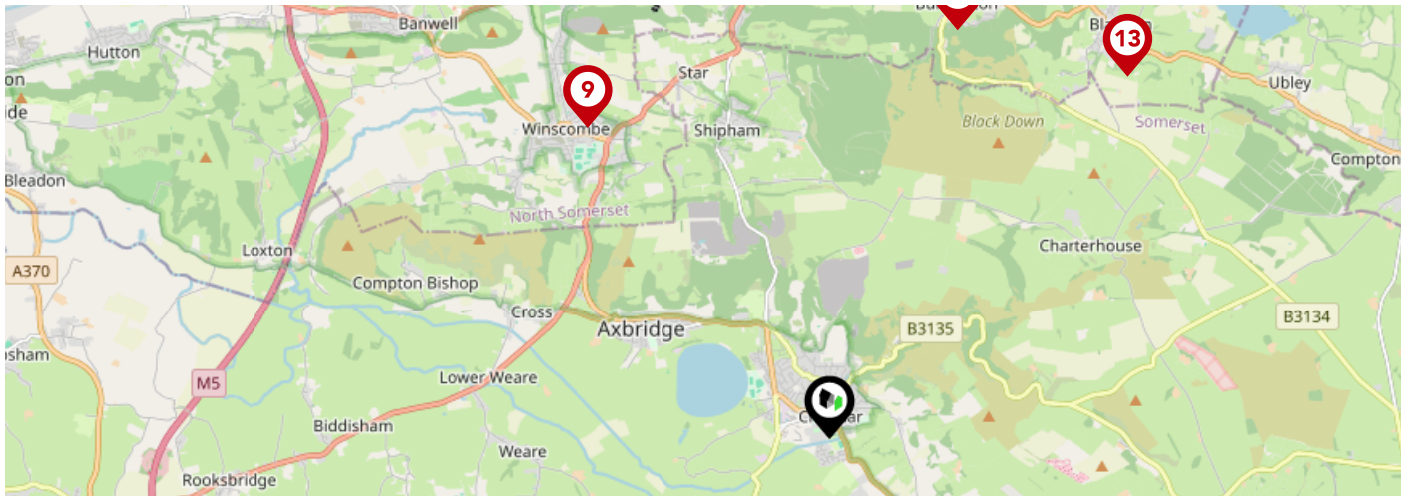 Banwell
Hutton
13
Star
Ubley
9
Winscombe
Shipham
Black Down
Somerset
Compton
Bleadon
North Somerset
Loxton
Charterhouse
A370
Compton Bishop
Cross
Axbridge
B3135
B3134
M5
Lower Weare
Biddisham
Weare
Rooksbridge